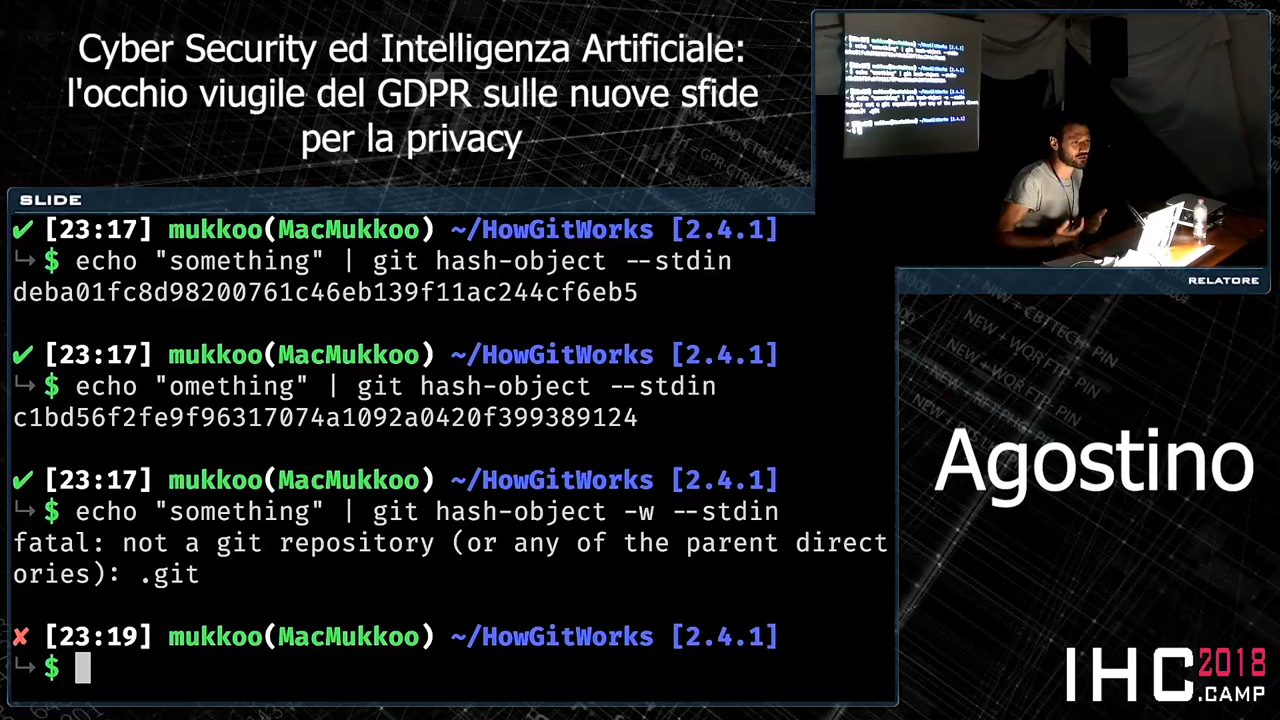 Cyber Security ed Intelligenza Artificiale:
l'occhio viugile del GDPR sulle nuove sfide
per la privacy
SLIDE
✔ [23:17] mukkoo(MacMukkoo) ~/HowGitWorks [2.4.1]
↳ $ echo "something" | git hash-object --stdin
deba01fc8d98200761c46eb139f11ac244cf6eb5
✔ [23:17] mukkoo(MacMukkoo) ~/HowGitWorks [2.4.1]
↳ $ echo "omething" | git hash-object --stdin
c1bd56f2fe9f96317074a1092a0420f399389124
✔ [23:17] mukkoo(MacMukkoo) ~/HowGitWorks [2.4.1]
↳ $ echo "something" | git hash-object -w --stdin
fatal: not a git repository (or any of the parent direct
ories): .git
✘ [23:19] mukkoo(MacMukkoo) ~/HowGitWorks [2.4.1]
↳ $
RELATORE
Agostino
IHC 2018
.CAMP